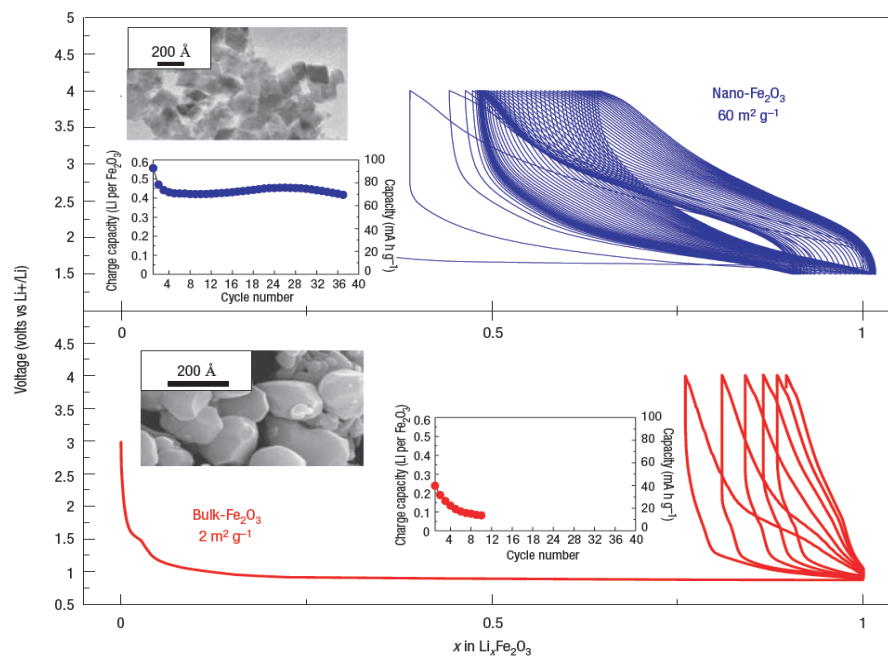 5
4.5
4
3.5
3
2.5
2
1.5
200 Å
Nano-Fe₂O₃
60 m² g⁻¹
Charge capacity (Li per Fe₂O₃)
0.6
0.5
0.4
0.3
0.2
0.1
0
100
80
60
40
20
0
Capacity (mA h g⁻¹)
4 8 12 16 20 24 28 32 36 40
Cycle number
0 0.5 1
Voltage (volts vs Li+/Li)
4
3.5
3
2.5
2
1.5
1
0.5
200 Å
Bulk-Fe₂O₃
2 m² g⁻¹
Charge capacity (Li per Fe₂O₃)
0.6
0.5
0.4
0.3
0.2
0.1
0
100
80
60
40
20
0
Capacity (mA h g⁻¹)
4 8 12 16 20 24 28 36 40
Cycle number
0 0.5 1
x in LiₓFe₂O₃